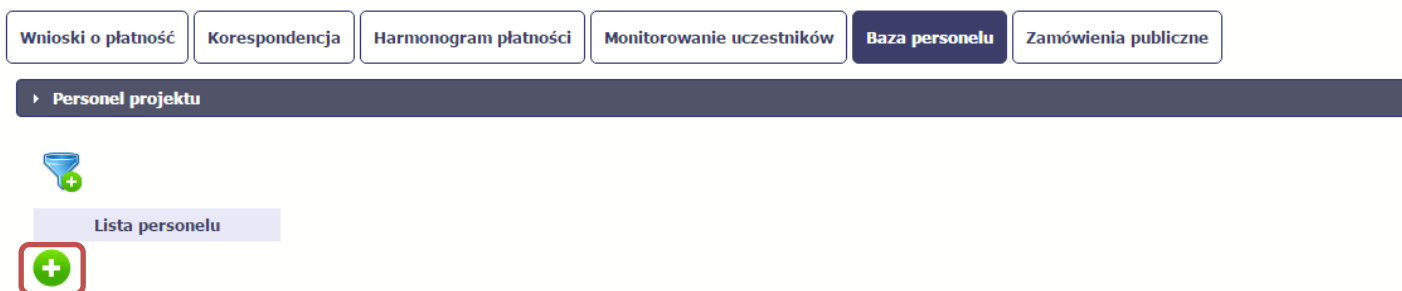 Wnioski o płatność Korespondencja Harmonogram płatności Monitorowanie uczestników Baza personelu Zamówienia publiczne
Personel projektu
Lista personelu